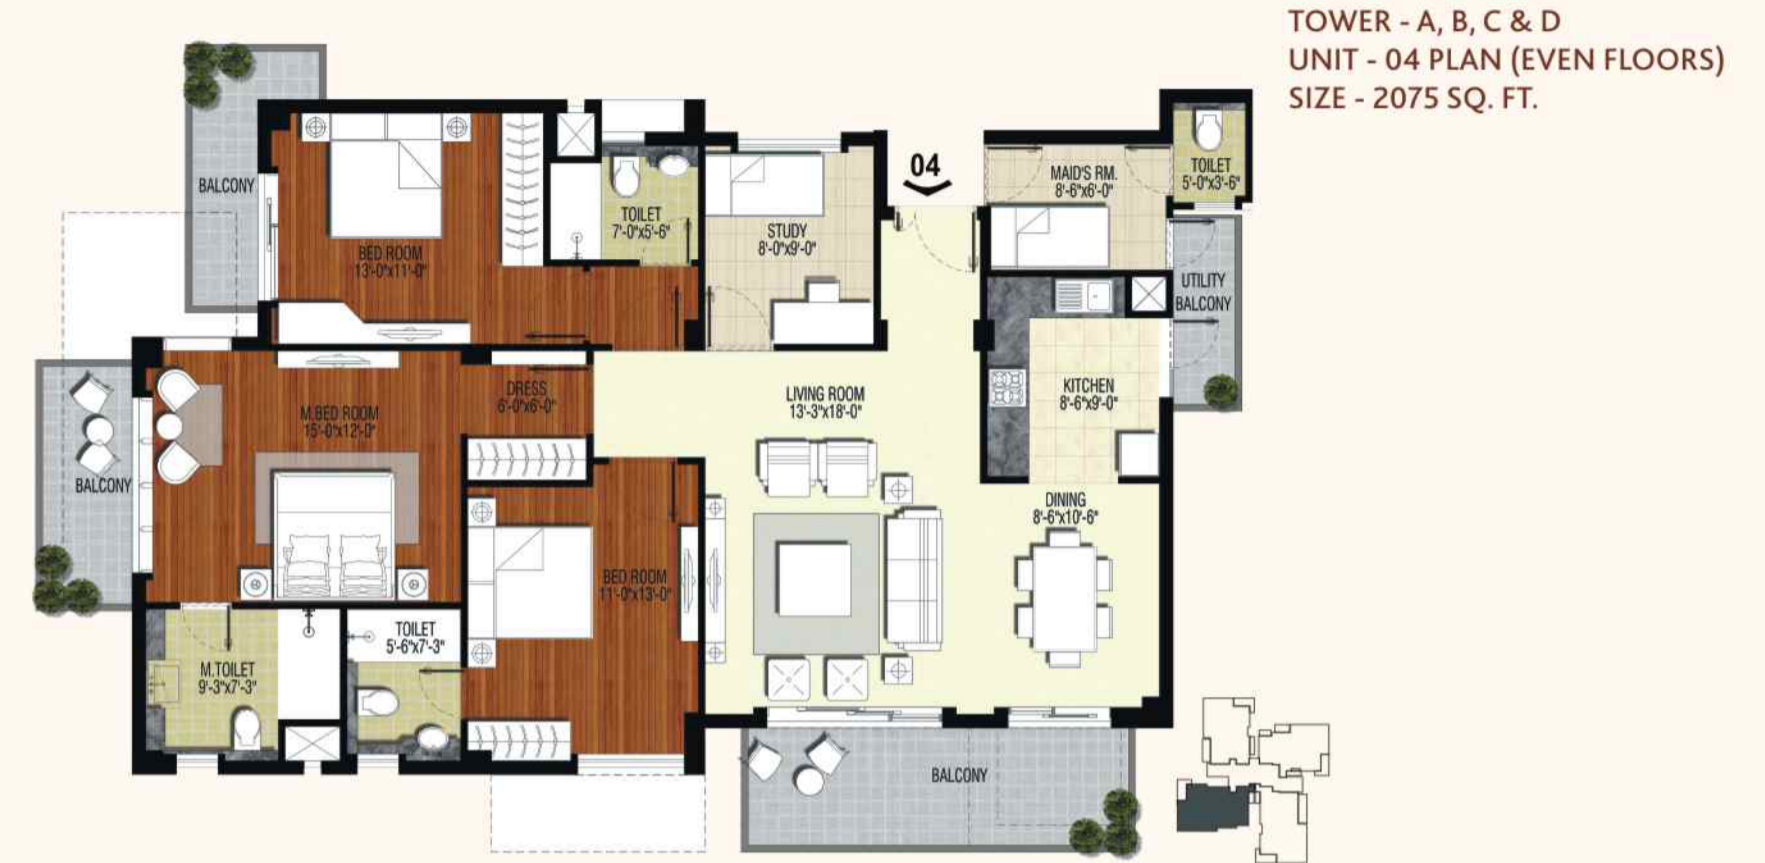 TOWER - A, B, C & D
UNIT - 04 PLAN (EVEN FLOORS)
SIZE - 2075 SQ. FT.
04
BALCONY
BED ROOM
13'-0"x11'-0"
TOILET
7'-0"x5'-6"
STUDY
8'-0"x9'-0"
MAID'S RM.
8'-6"x6'-0"
TOILET
5'-0"x3'-6"
UTILITY
BALCONY
KITCHEN
8'-6"x9'-0"
LIVING ROOM
13'-3"x18'-0"
DRESS
6'-0"x6'-0"
M.BED ROOM
15'-0"x12'-0"
BALCONY
DINING
8'-6"x10'-6"
BED ROOM
11'-0"x13'-0"
TOILET
5'-6"x7'-3"
M.TOILET
9'-3"x7'-3"
BALCONY